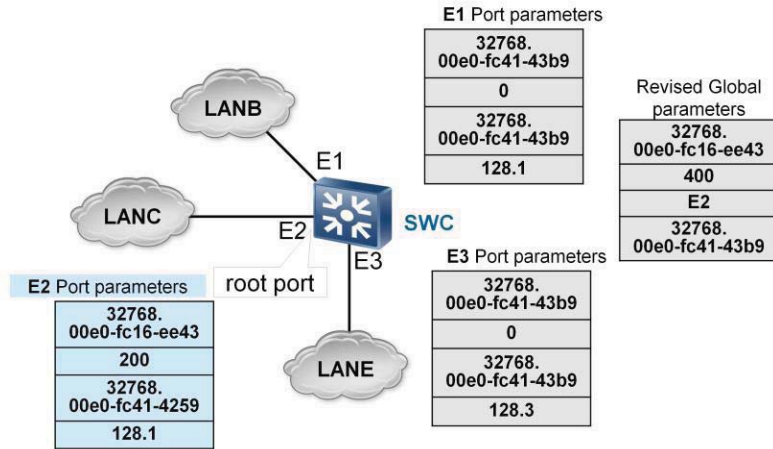 E1 Port parameters
32768.
00e0-fc41-43b9
0
32768.
00e0-fc41-43b9
128.1
Revised Global
parameters
32768.
00e0-fc16-ee43
400
E2
32768.
00e0-fc41-43b9
LANB
E1
LANC
E2
SWC
E3
root port
E2 Port parameters
32768.
00e0-fc16-ee43
200
32768.
00e0-fc41-4259
128.1
LANE
E3 Port parameters
32768.
00e0-fc41-43b9
0
32768.
00e0-fc41-43b9
128.3